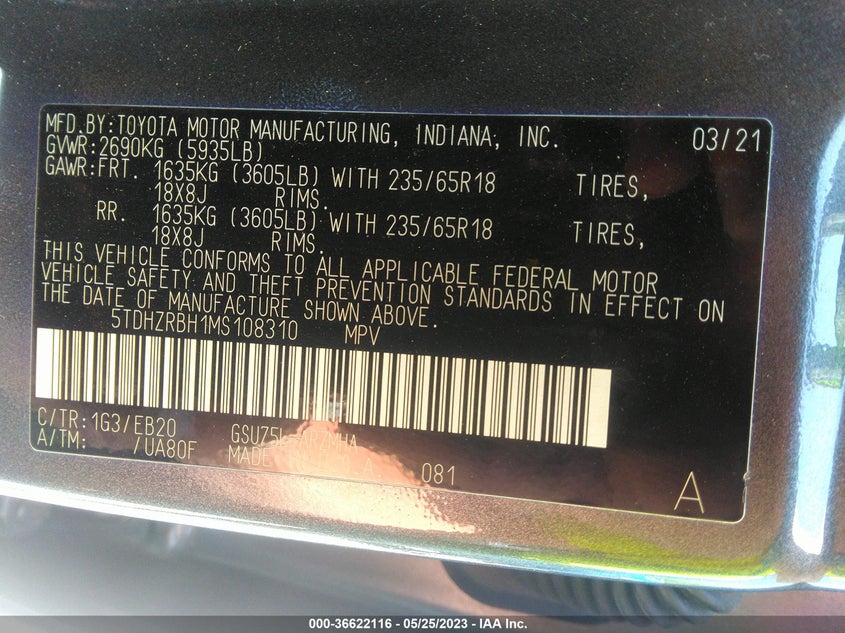 MFD.BY:TOYOTA MOTOR MANUFACTURING, INDIANA, INC. 03/21
GVWR:2690KG (5935LB)
GAWR:FRT. 1635KG (3605LB) WITH 235/65R18 TIRES,
18X8J RIMS.
RR. 1635KG (3605LB) WITH 235/65R18 TIRES,
18X8J RIMS.
THIS VEHICLE CONFORMS TO ALL APPLICABLE FEDERAL MOTOR
VEHICLE SAFETY AND THEFT PREVENTION STANDARDS IN EFFECT ON
THE DATE OF MANUFACTURE SHOWN ABOVE.
5TDHZRBH1MS108310 MPV
C/TR:1G3/EB20
A/TM: /UA80F MADE 081
A
000-36622116 - 05/25/2023 - IAA Inc.